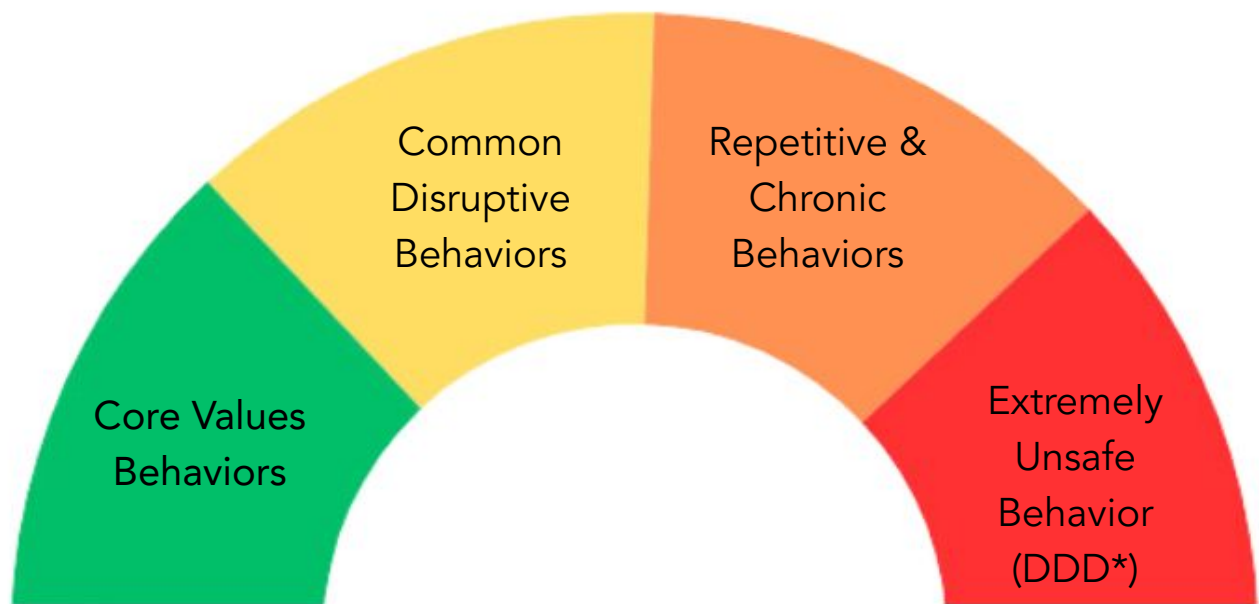 Core Values
Behaviors
Common
Disruptive
Behaviors
Repetitive &
Chronic
Behaviors
Extremely
Unsafe
Behavior
(DDD*)